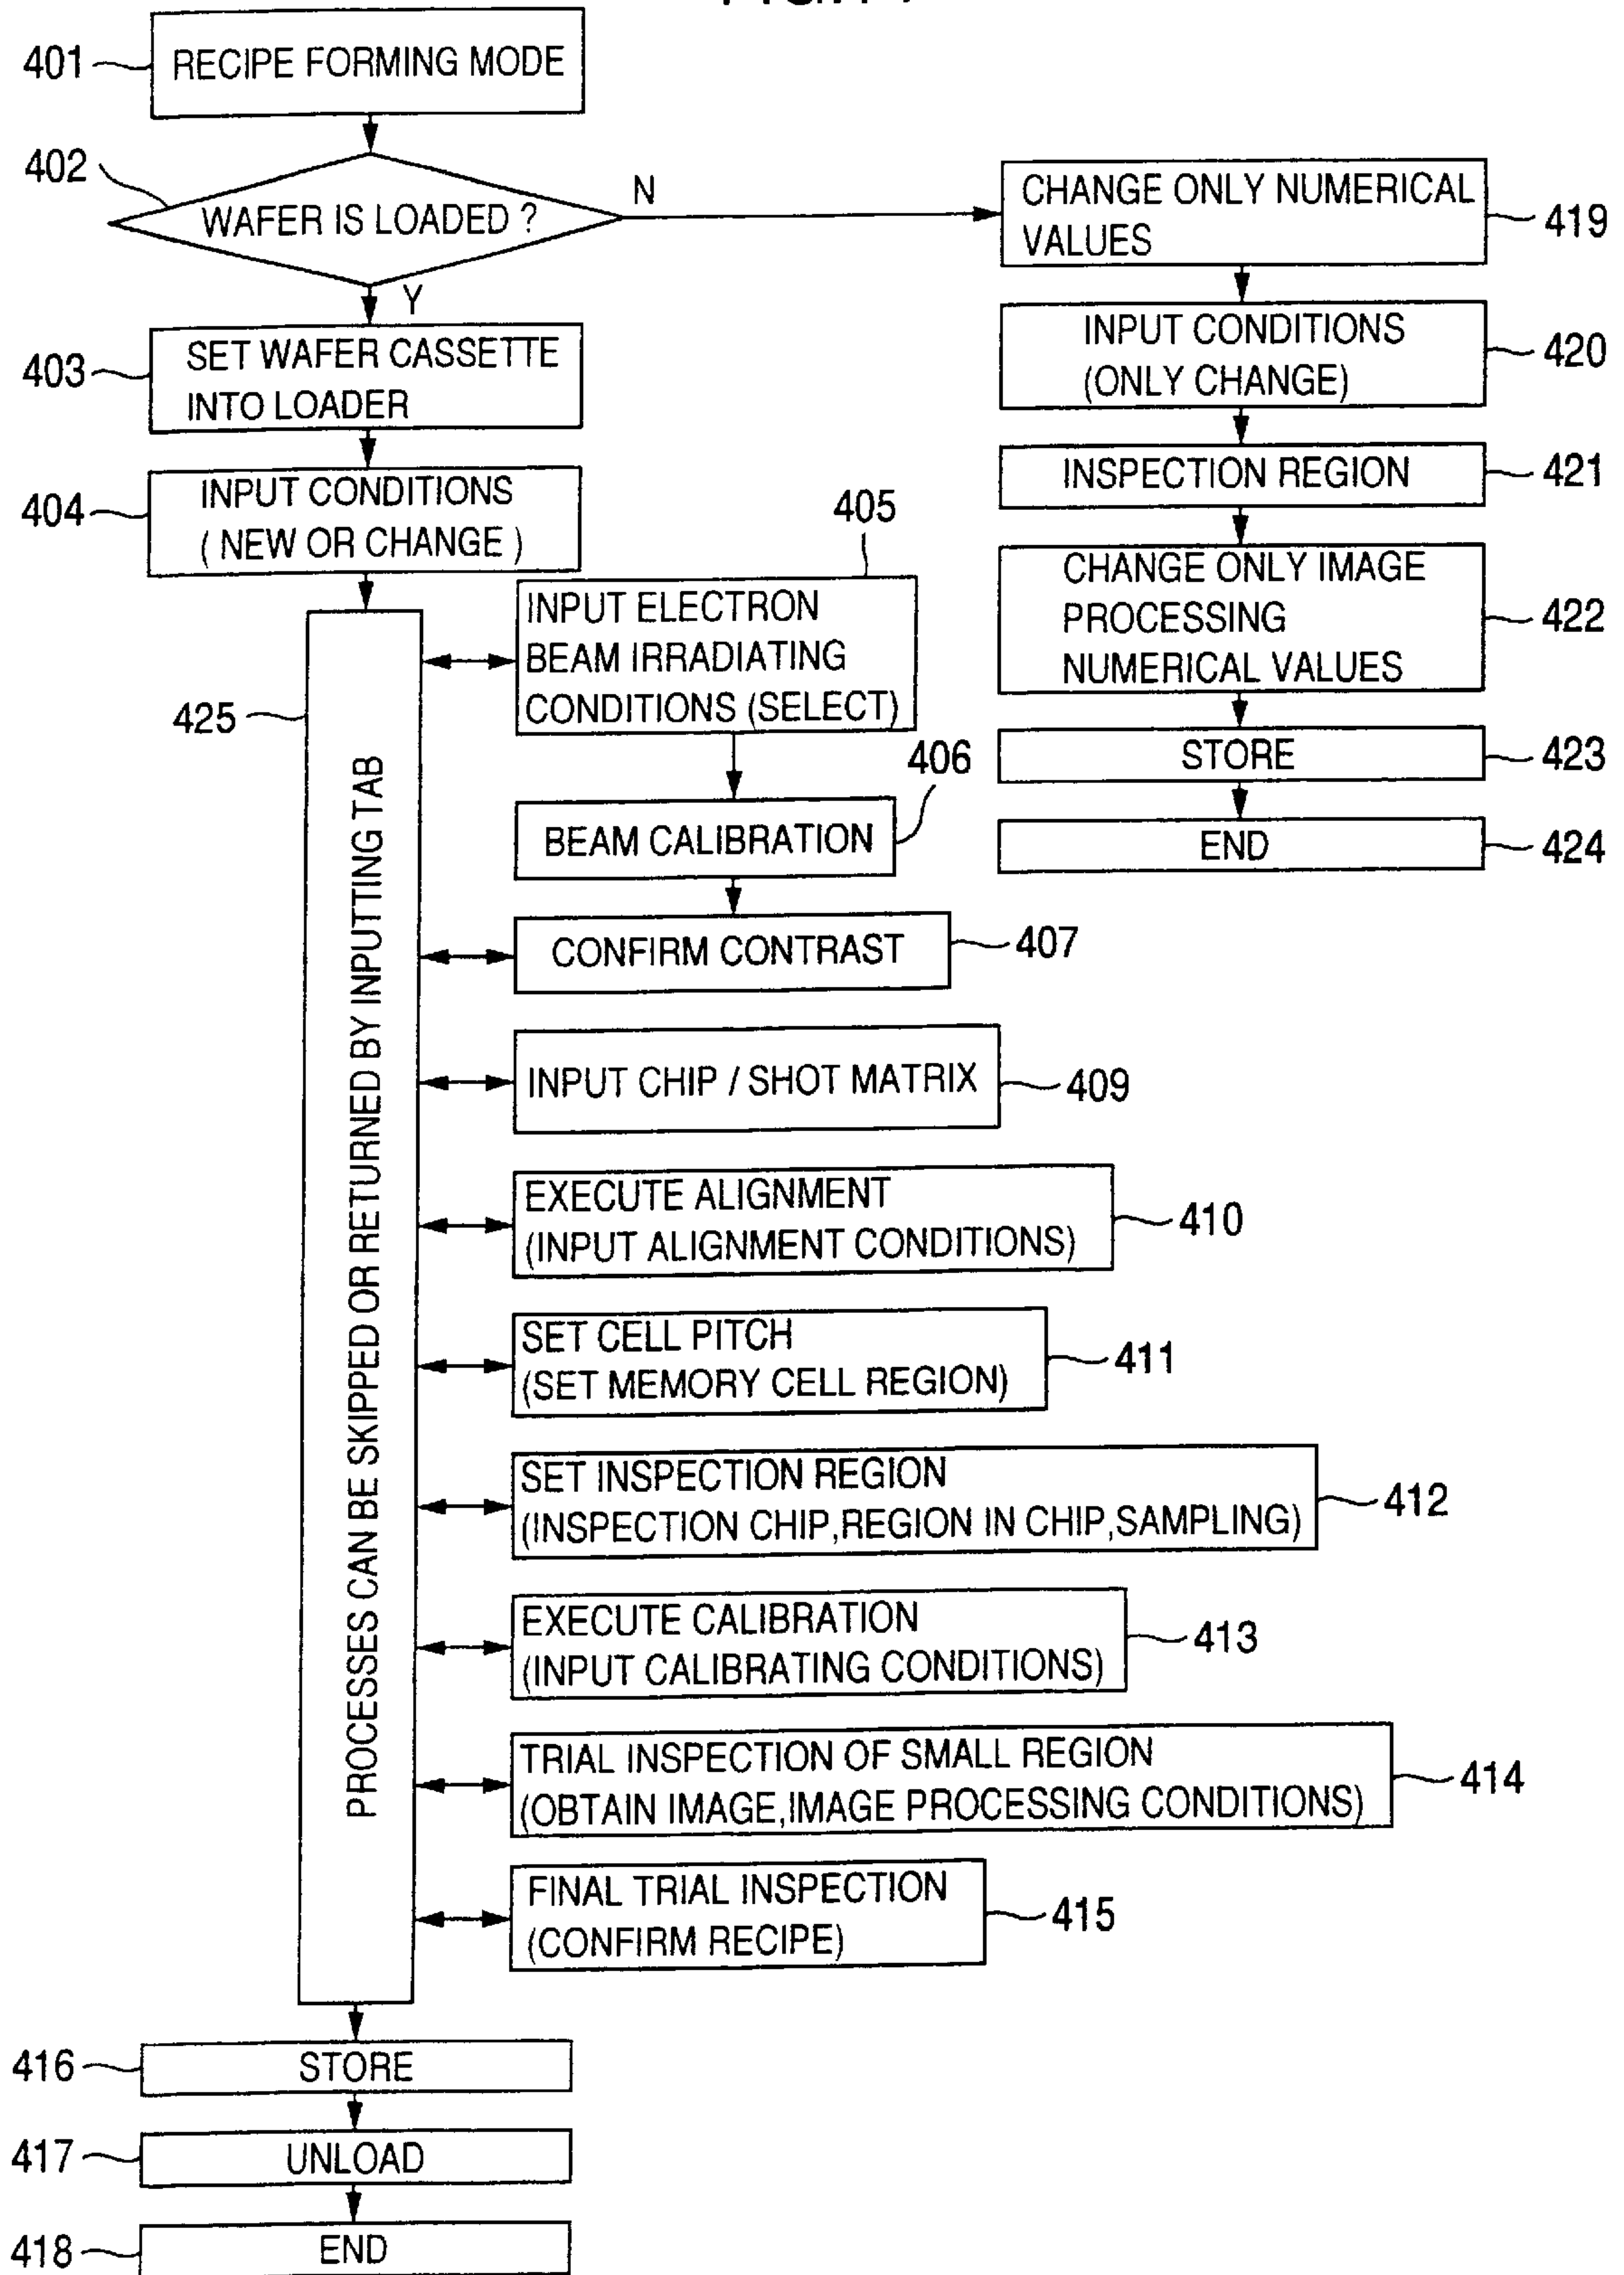 401
RECIPE FORMING MODE
402
WAFER IS LOADED ?
N
Y
403
SET WAFER CASSETTE
INTO LOADER
404
INPUT CONDITIONS
( NEW OR CHANGE )
425
PROCESSES CAN BE SKIPPED OR RETURNED BY INPUTTING TAB
405
INPUT ELECTRON
BEAM IRRADIATING
CONDITIONS (SELECT)
406
BEAM CALIBRATION
CONFIRM CONTRAST
407
INPUT CHIP / SHOT MATRIX
409
EXECUTE ALIGNMENT
(INPUT ALIGNMENT CONDITIONS)
410
SET CELL PITCH
(SET MEMORY CELL REGION)
411
SET INSPECTION REGION
(INSPECTION CHIP,REGION IN CHIP,SAMPLING)
412
EXECUTE CALIBRATION
(INPUT CALIBRATING CONDITIONS)
413
TRIAL INSPECTION OF SMALL REGION
(OBTAIN IMAGE,IMAGE PROCESSING CONDITIONS)
414
FINAL TRIAL INSPECTION
(CONFIRM RECIPE)
415
416
STORE
417
UNLOAD
418
END
CHANGE ONLY NUMERICAL
VALUES
419
INPUT CONDITIONS
(ONLY CHANGE)
420
INSPECTION REGION
421
CHANGE ONLY IMAGE
PROCESSING
NUMERICAL VALUES
422
STORE
423
END
424